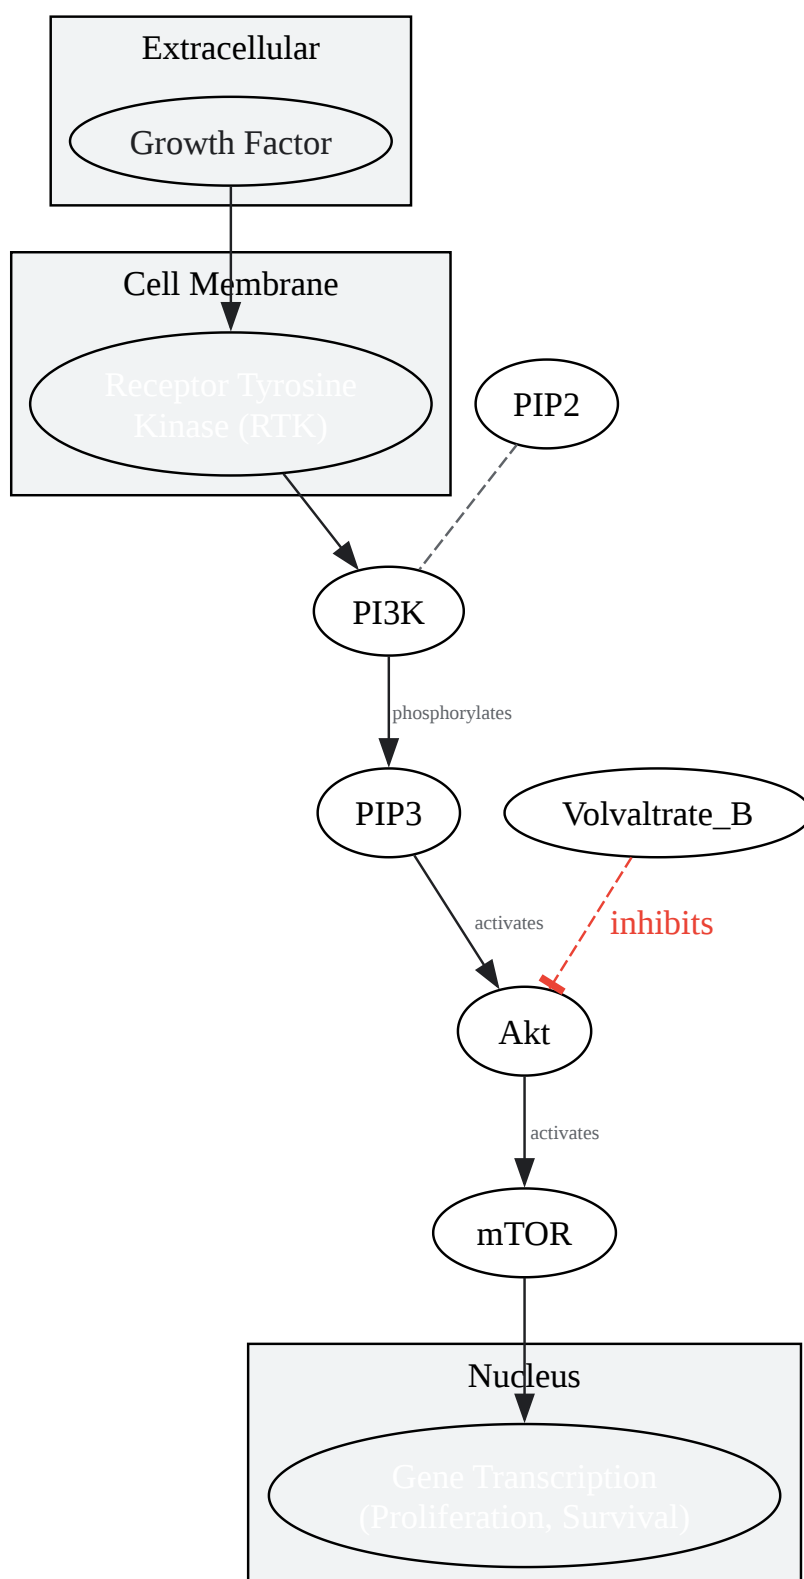 Extracellular
Growth Factor
Cell Membrane
Receptor Tyrosine
Kinase (RTK)
PIP2
PI3K
phosphorylates
PIP3
Volvaltrate_B
activates
inhibits
Akt
activates
mTOR
Nucleus
Gene Transcription
(Proliferation, Survival)